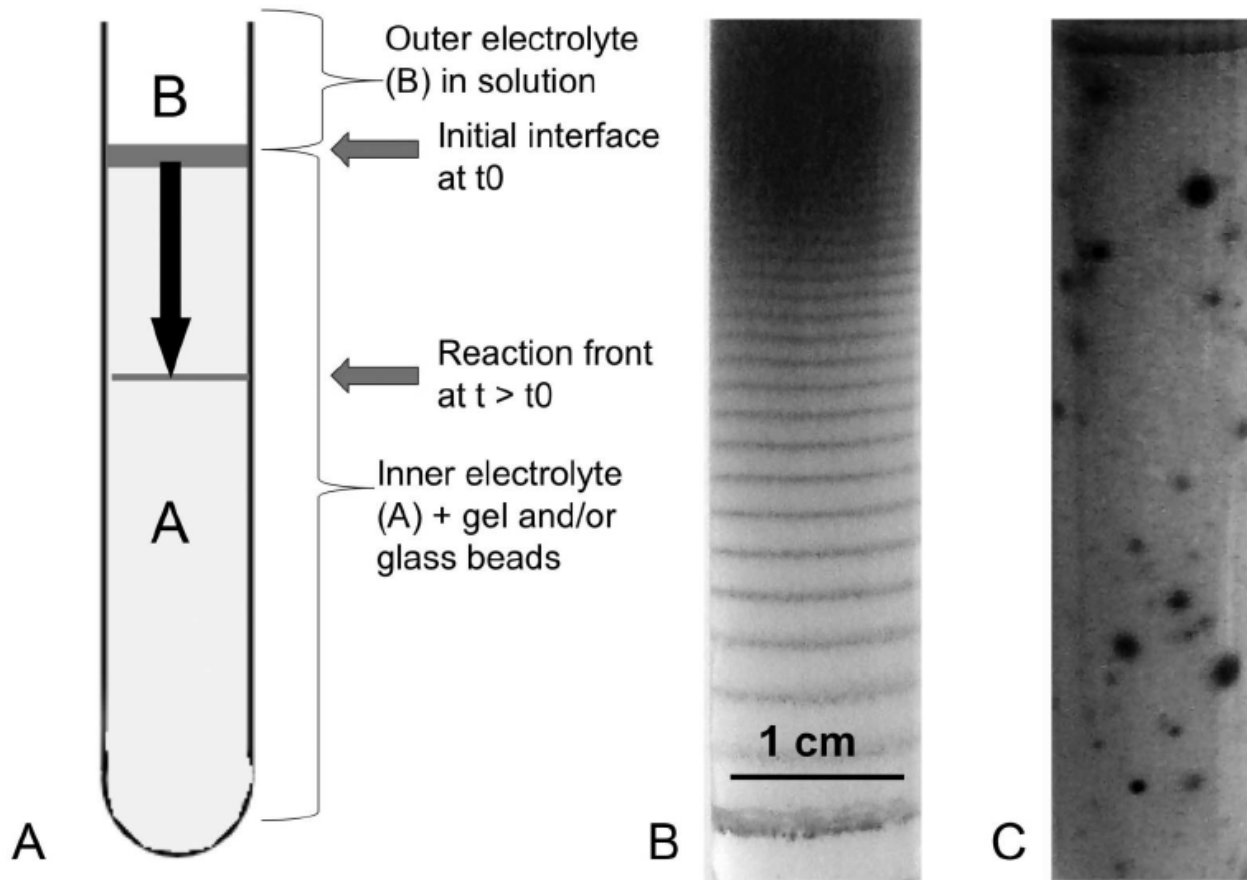 Outer electrolyte
(B) in solution
B
Initial interface
at t0
Reaction front
at t > t0
Inner electrolyte
(A) + gel and/or
glass beads
A
1 cm
A
B
C